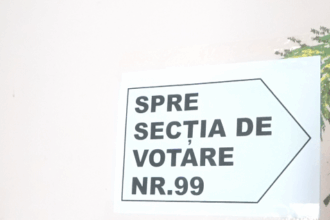 SPRE
SECȚIA DE
VOTARE
NR.99